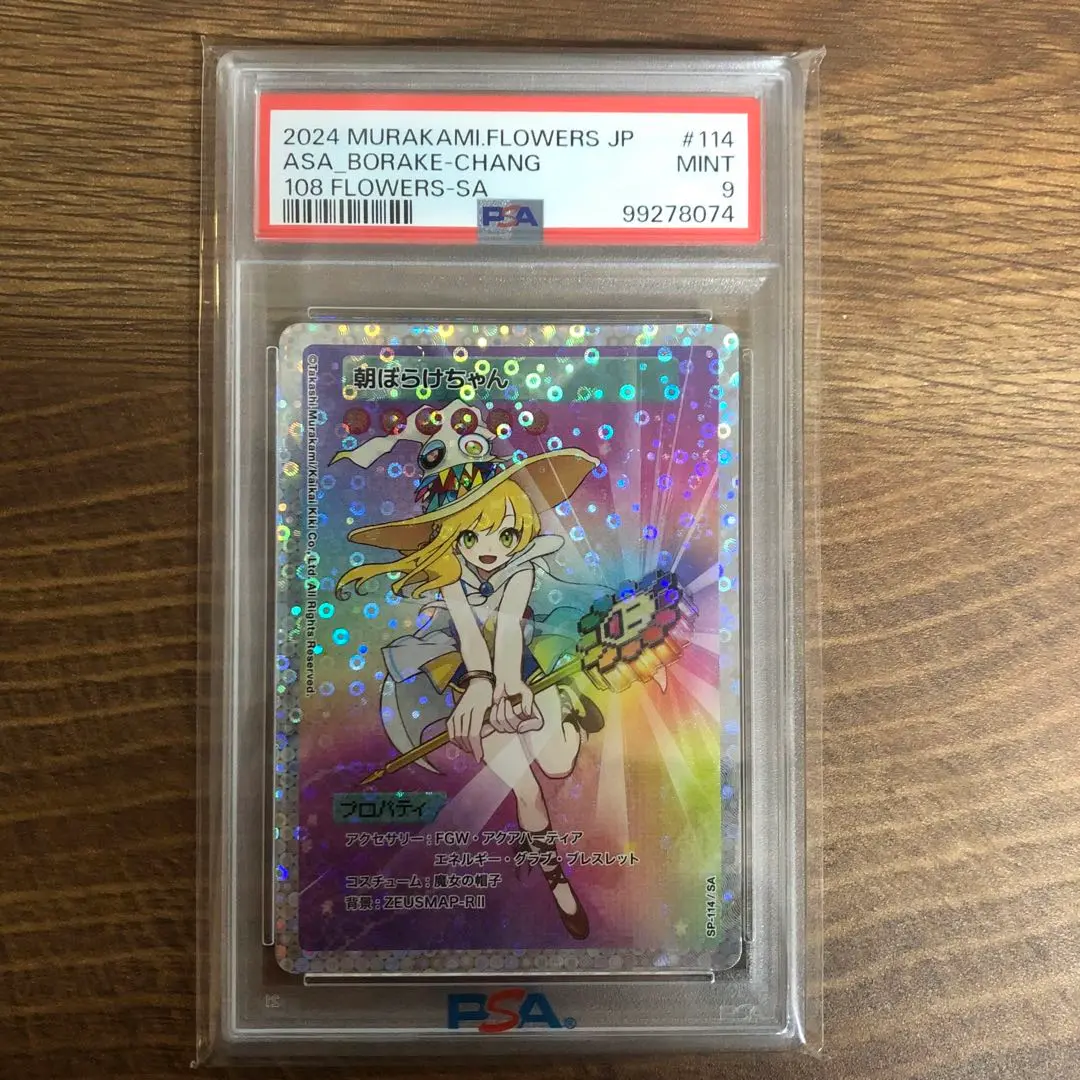 2024 MURAKAMI.FLOWERS JP #114
ASA_BORAKE-CHANG MINT
108 FLOWERS-SA 9
PSA 99278074
朝ぼらけちゃん
©Takashi Murakami/Kaikai Kiki Co., Ltd. All Rights Reserved.
プロパティ
アクセサリー：FGW・アクアハーティア
エネルギー・グラブ・ブレスレット
コスチューム：魔女の帽子
背景：ZEUSMAP-RⅡ
SP-114 / SA
PSA®